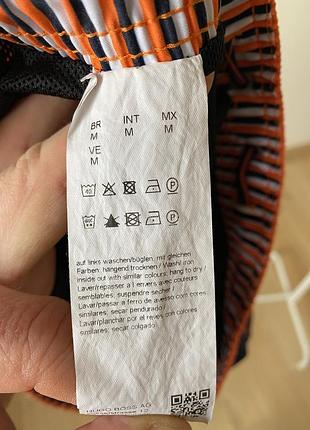 BR
M
VE
M
INT
M
MX
M
40
P
P
auf links waschen/bügeln, mit gleichen
Farben, hängend trocknen / Wash/ iron
inside out with similar colours, hang to dry /
Laver/repasser à l envers avec couleurs
semblables, suspendre sécher /
Lavar/passar a ferro de avesso com cores
similares, secar pendurado /
Lavar/planchar por el revés con colores
similares, secar colgado.
HUGO BOSS AG